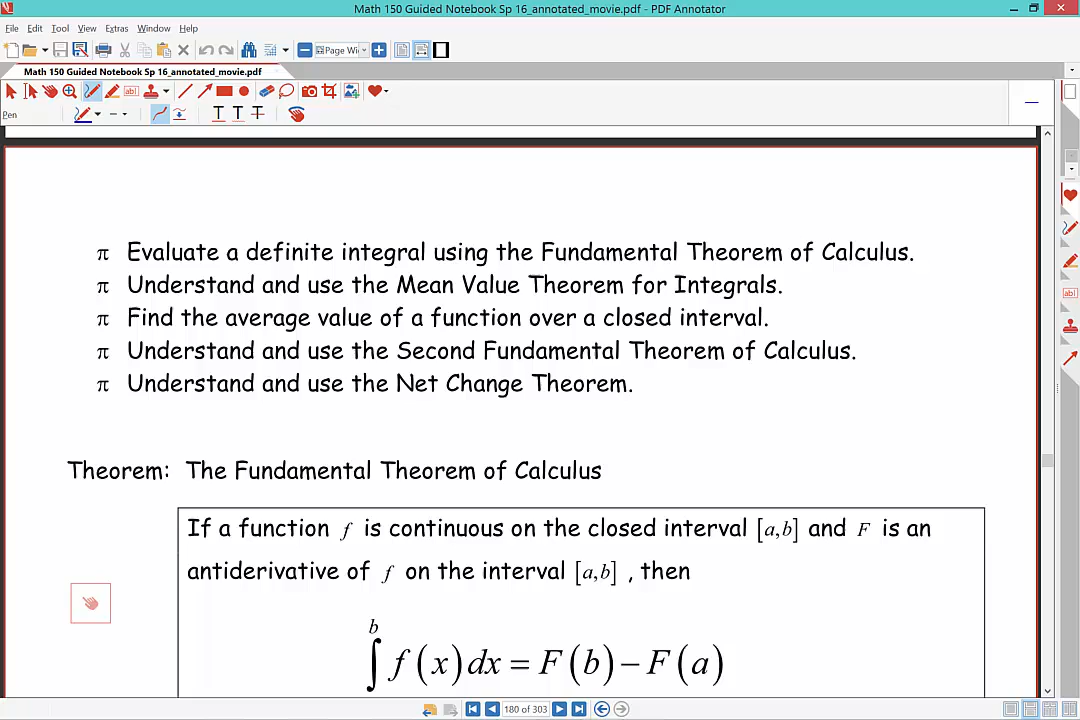 Math 150 Guided Notebook Sp 16_annotated_movie.pdf - PDF Annotator
File Edit Tool View Extras Window Help
Page Wi
Math 150 Guided Notebook Sp 16_annotated_movie.pdf
Pen
π Evaluate a definite integral using the Fundamental Theorem of Calculus.
π Understand and use the Mean Value Theorem for Integrals.
π Find the average value of a function over a closed interval.
π Understand and use the Second Fundamental Theorem of Calculus.
π Understand and use the Net Change Theorem.
Theorem: The Fundamental Theorem of Calculus
If a function f is continuous on the closed interval [a,b] and F is an
antiderivative of f on the interval [a,b] , then
b
∫ f(x)dx = F(b) − F(a)
180 of 303